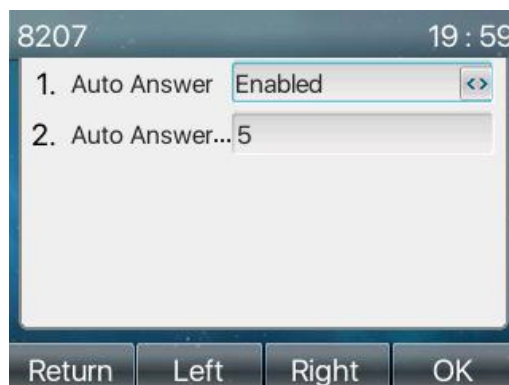 8207 19 : 59
1. Auto Answer Enabled <>
2. Auto Answer... 5
Return Left Right OK